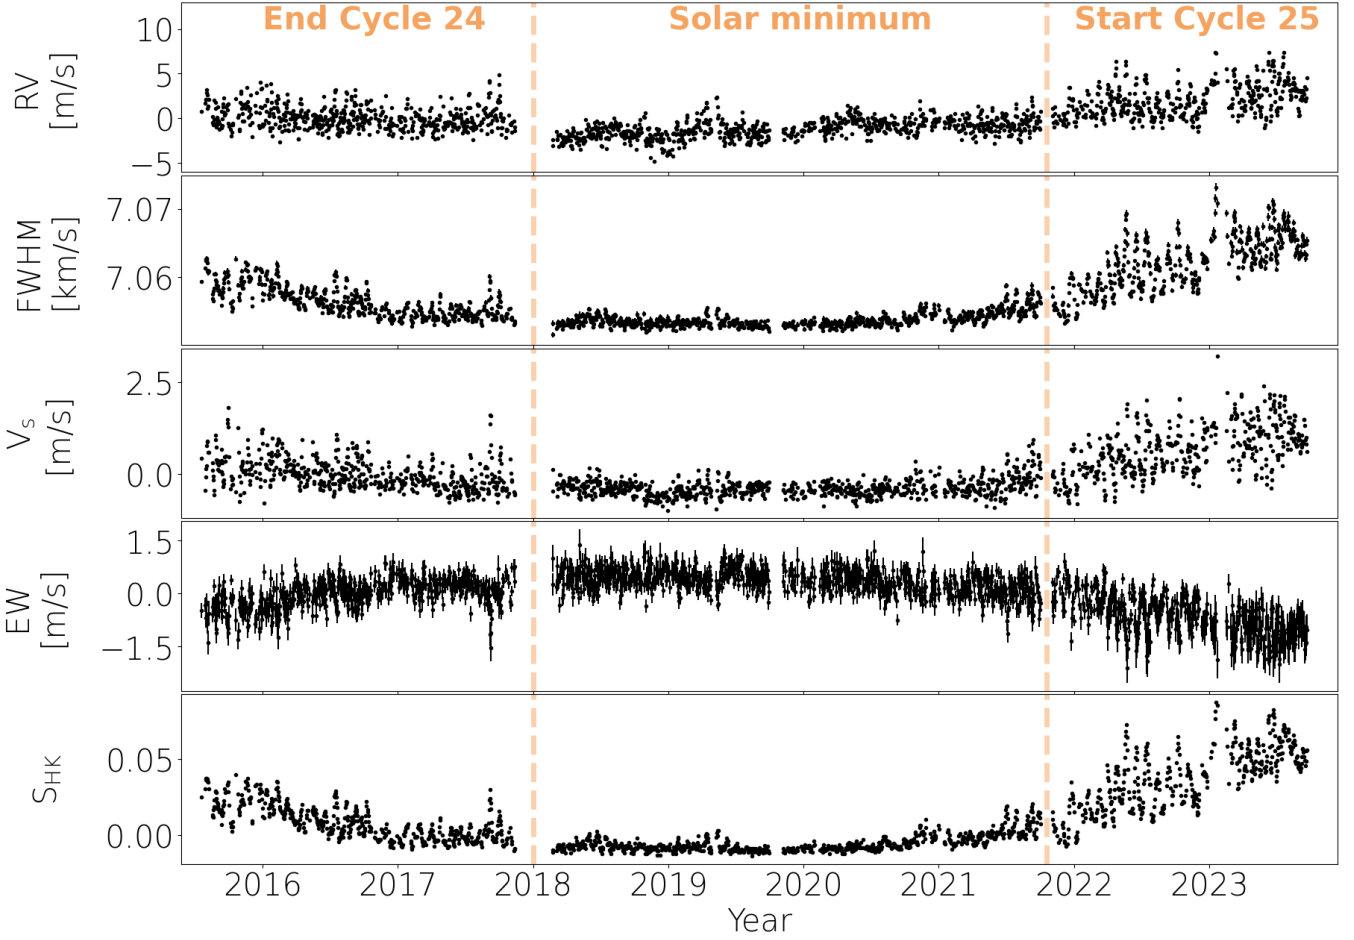 End Cycle 24 Solar minimum Start Cycle 25
RV
[m/s]
10
5
0
−5
FWHM
[km/s]
7.07
7.06
V_S
[m/s]
2.5
0.0
EW
[m/s]
1.5
0.0
−1.5
S_HK
0.05
0.00
2016 2017 2018 2019 2020 2021 2022 2023
Year